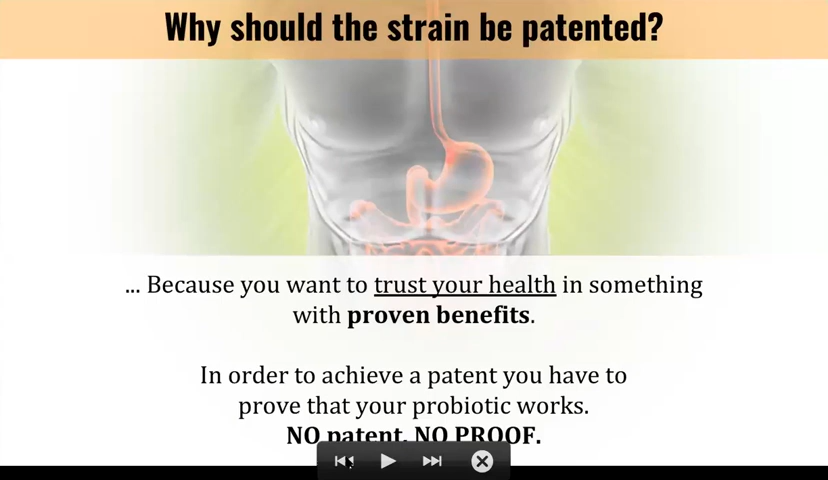 Why should the strain be patented?
... Because you want to trust your health in something
with proven benefits.
In order to achieve a patent you have to
prove that your probiotic works.
NO patent, NO PROOF.